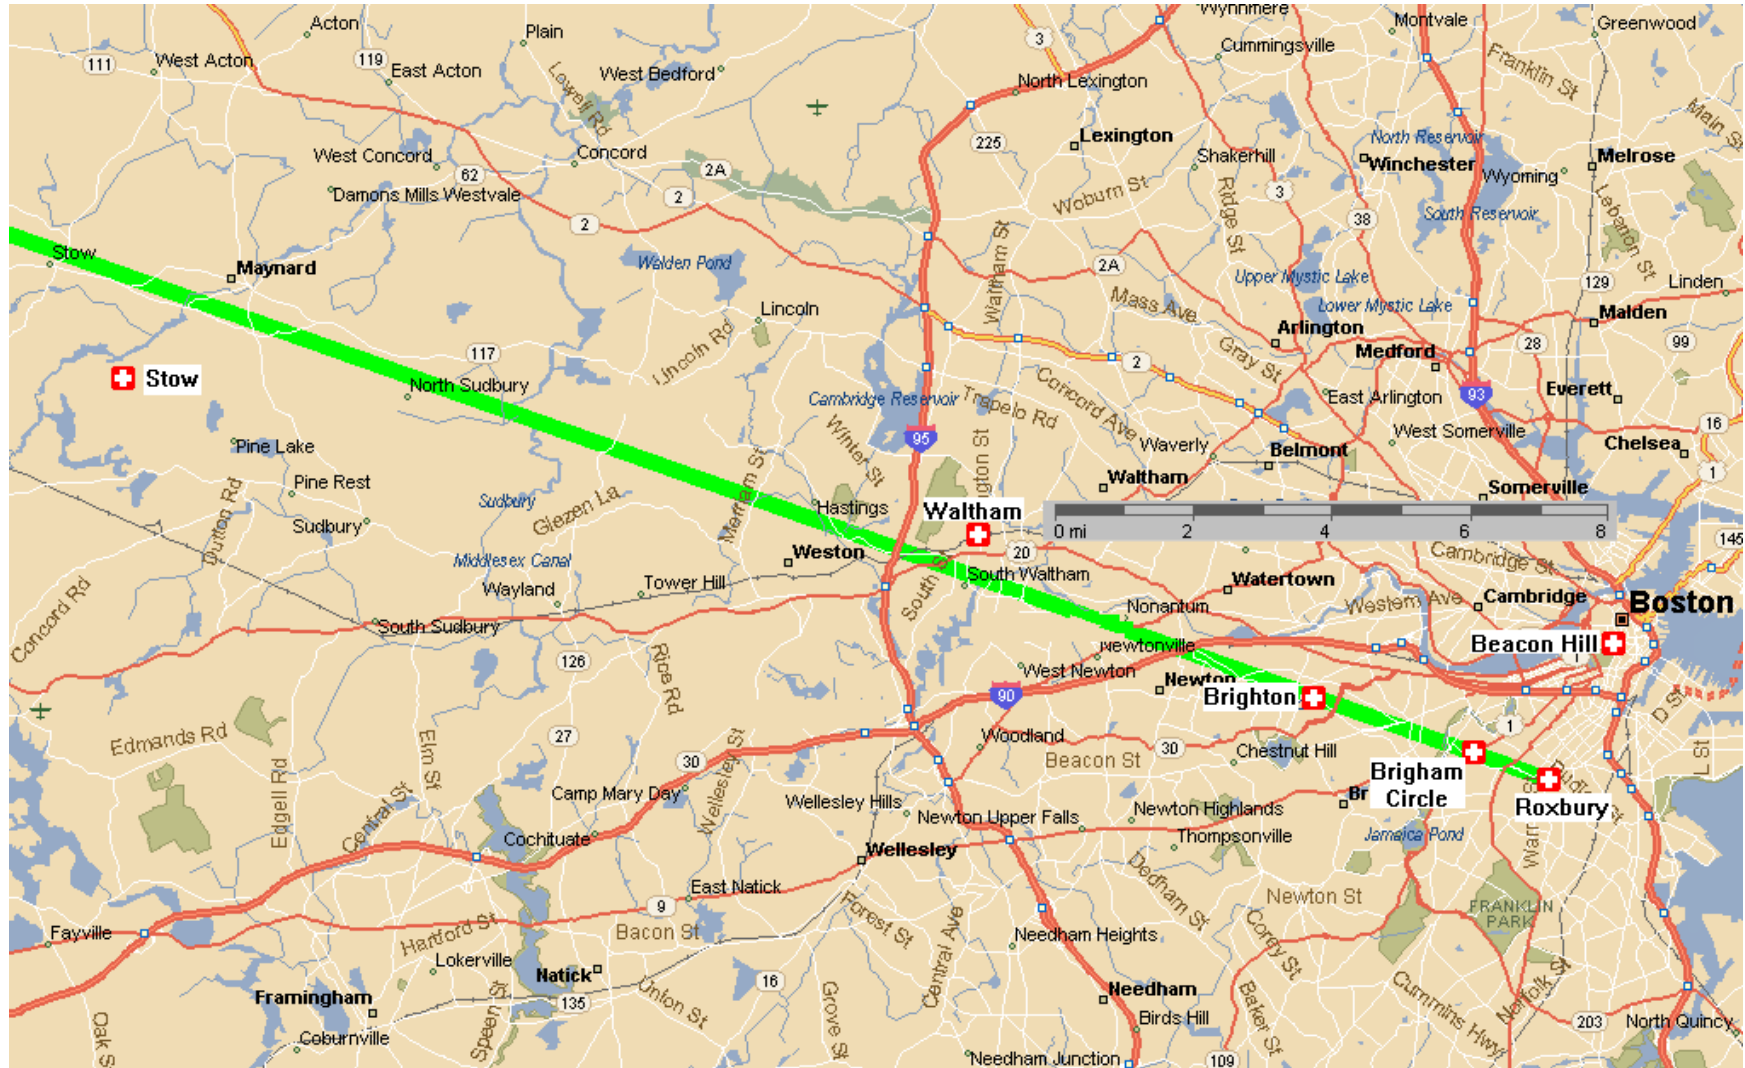 Acton
Plain
Wynnmere
Montvale
Greenwood
3
111
West Acton
119
East Acton
West Bedford
Cummingsville
Franklin St
North Lexington
Lowell Rd
Main St
225
Lexington
North Reservoir
Winchester
Melrose
West Concord
Concord
Shakerhill
Wyoming
62
2A
Damons Mills Westvale
2
Woburn St
Ridge St
3
38
South Reservoir
Lebanon St
2
Stow
Maynard
Walden Pond
Waltham St
2A
Upper Mystic Lake
129
Linden
Lincoln
Mass Ave
Lower Mystic Lake
Malden
Arlington
Lincoln Rd
Gray St
Medford
28
99
117
2
Stow
North Sudbury
Cambridge Reservoir
Trapelo Rd
Concord Ave
East Arlington
93
Everett
95
Winter St
Waverly
West Somerville
16
Pine Lake
Belmont
Chelsea
1
Pine Rest
Waltham
Somerville
Dutton Rd
Sudbury
Glezen La
Hastings
Waltham
0 mi 2 4 6 8
Sudbury
Weston
20
Cambridge St
145
Middlesex Canal
Tower Hill
South Waltham
Watertown
Wayland
South S
Nonantum
Western Ave
Cambridge
Boston
Concord Rd
South Sudbury
Newtonville
Beacon Hill
126
Rice Rd
West Newton
Newton
90
Brighton
D St
Edmands Rd
27
Elm St
Woodland
30
Chestnut Hill
1
L St
30
Beacon St
Wellesley St
Brigham
Circle
Edgell Rd
Central St
Camp Mary Day
Wellesley Hills
Newton Highlands
Br
Roxbury
Newton Upper Falls
Thompsonville
Jamaica Pond
Cochituate
Wellesley
Dedham St
East Natick
9
Newton St
FRANKLIN
PARK
Fayville
Hartford St
Bacon St
Forest St
Central Ave
Needham Heights
Corey St
Lokerville
Natick
16
Framingham
135
Union St
Grove St
Needham
Baker St
Cummins Hwy
Norfolk St
Oak S
Coburnville
Speen S
Birds Hill
203
North Quincy
Needham Junction
109